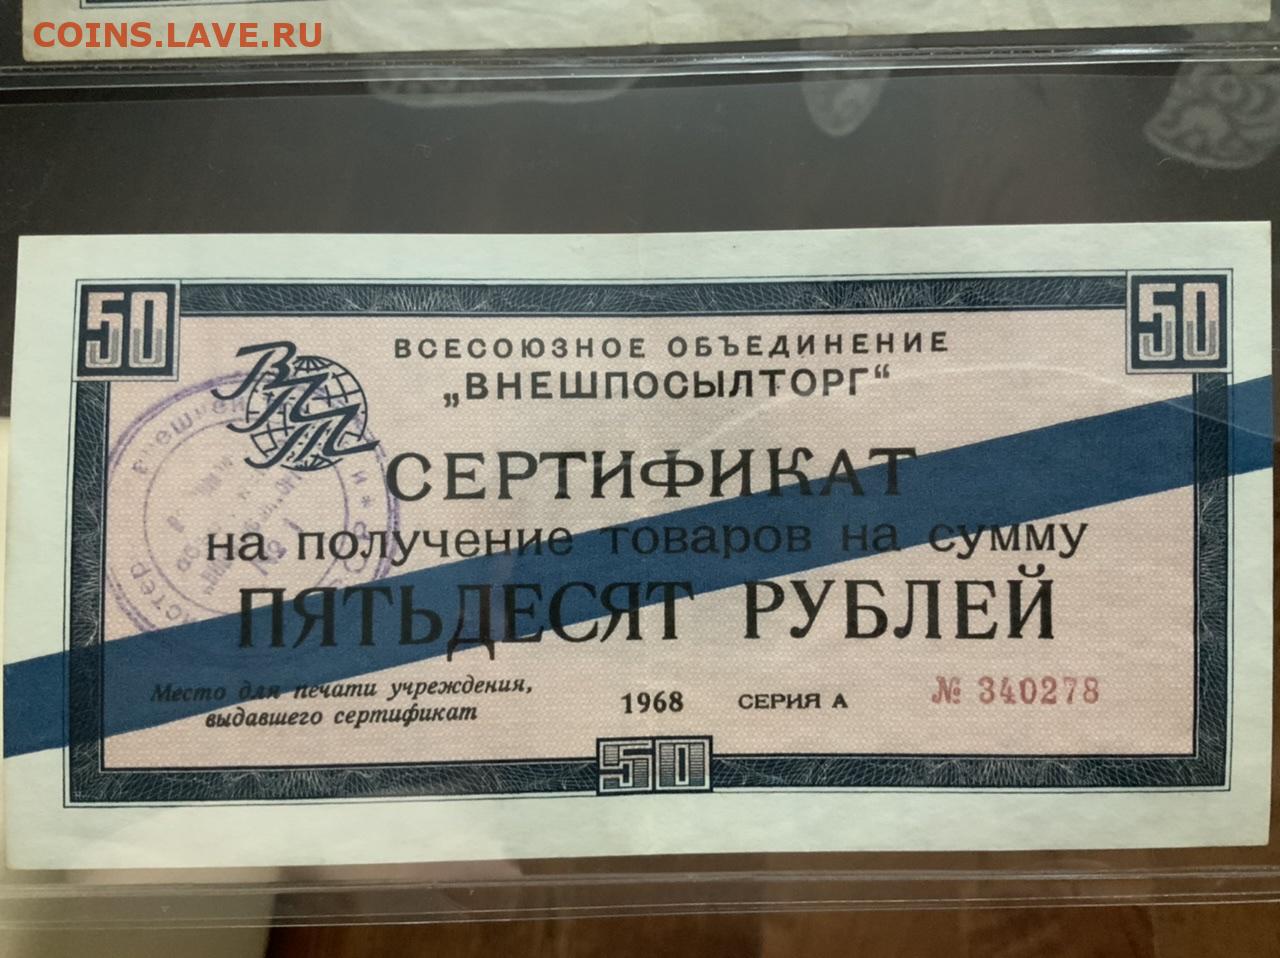 COINS.LAVE.RU
50 50
ВПТ
ВСЕСОЮЗНОЕ ОБЪЕДИНЕНИЕ
„ВНЕШПОСЫЛТОРГ“
СЕРТИФИКАТ
на получение товаров на сумму
ПЯТЬДЕСЯТ РУБЛЕЙ
Место для печати учреждения,
выдавшего сертификат
1968 СЕРИЯ А № 340278
50